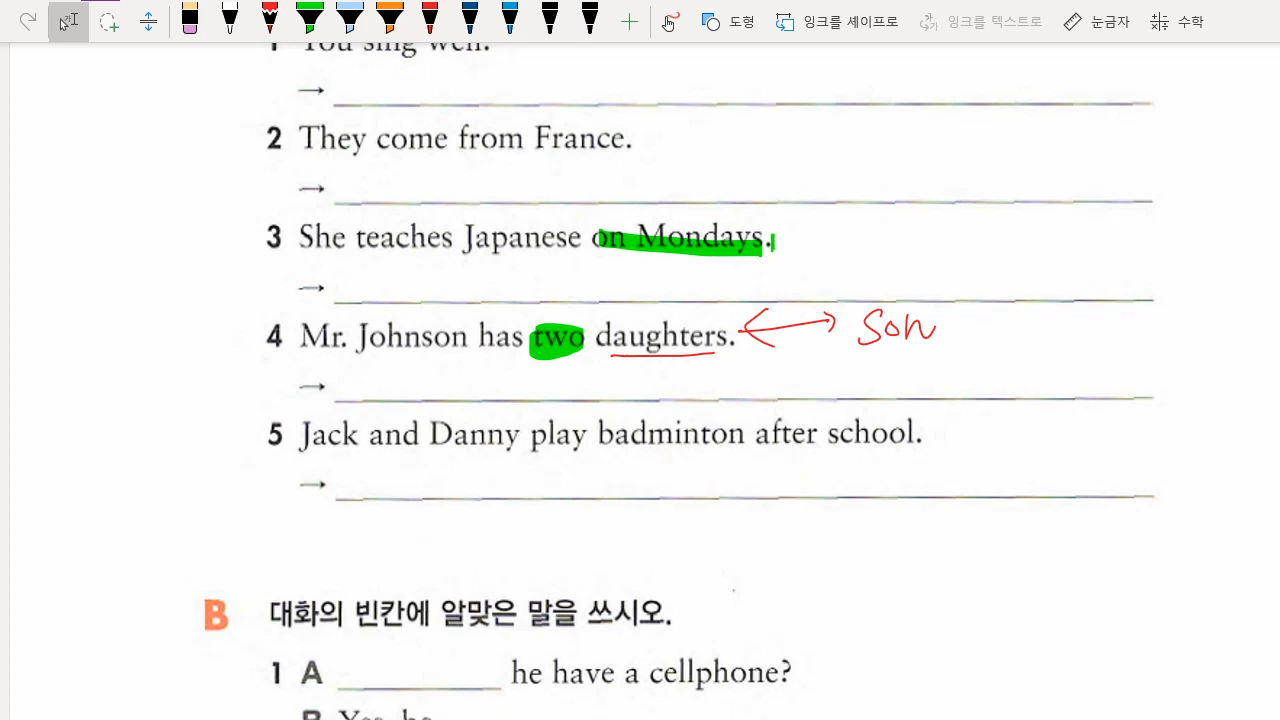 도형 잉크를 셰이프로 잉크를 텍스트로 눈금자 수학
1 You sing well.
→
2 They come from France.
→
3 She teaches Japanese on Mondays.
→
4 Mr. Johnson has two daughters. son
→
5 Jack and Danny play badminton after school.
→
B 대화의 빈칸에 알맞은 말을 쓰시오.
1 A he have a cellphone?
B Yes, he